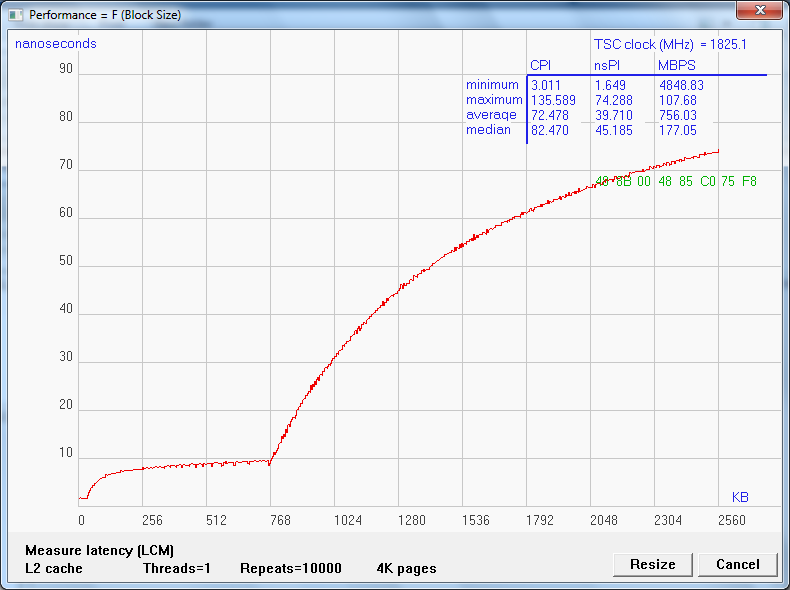 Performance = F (Block Size)
nanoseconds
TSC clock (MHz) = 1825.1
CPI nsPI MBPS
minimum 3.011 1.649 4848.83
maximum 135.589 74.288 107.68
average 72.478 39.710 756.03
median 82.470 45.185 177.05
90
80
70
48 8B 00 48 85 C0 75 F8
60
50
40
30
20
10
KB
0 256 512 768 1024 1280 1536 1792 2048 2304 2560
Measure latency (LCM)
L2 cache Threads=1 Repeats=10000 4K pages
Resize Cancel